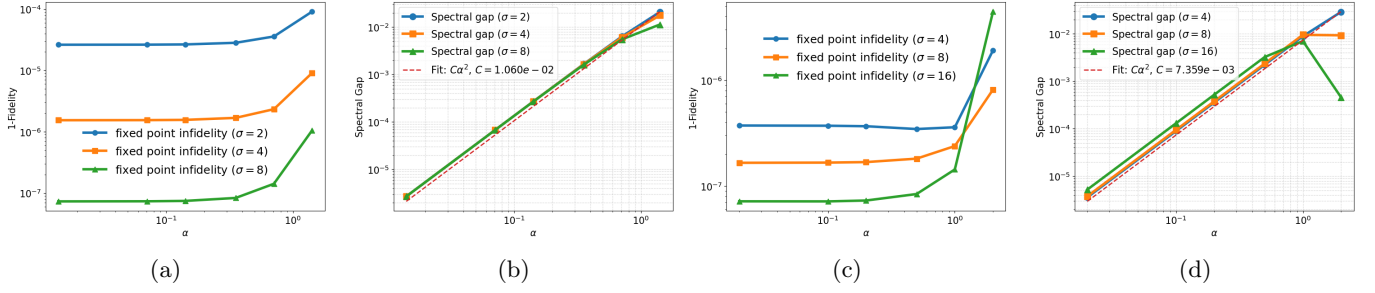 10⁻⁴
10⁻⁵
10⁻⁶
10⁻⁷
1-Fidelity
fixed point infidelity (σ = 2)
fixed point infidelity (σ = 4)
fixed point infidelity (σ = 8)
10⁻¹
10⁰
α
(a)
10⁻²
10⁻³
10⁻⁴
10⁻⁵
Spectral Gap
Spectral gap (σ = 2)
Spectral gap (σ = 4)
Spectral gap (σ = 8)
Fit: Cα², C = 1.060e − 02
10⁻¹
10⁰
α
(b)
10⁻⁶
10⁻⁷
1-Fidelity
fixed point infidelity (σ = 4)
fixed point infidelity (σ = 8)
fixed point infidelity (σ = 16)
10⁻¹
10⁰
α
(c)
10⁻²
10⁻³
10⁻⁴
10⁻⁵
Spectral Gap
Spectral gap (σ = 4)
Spectral gap (σ = 8)
Spectral gap (σ = 16)
Fit: Cα², C = 7.359e − 03
10⁻¹
10⁰
α
(d)